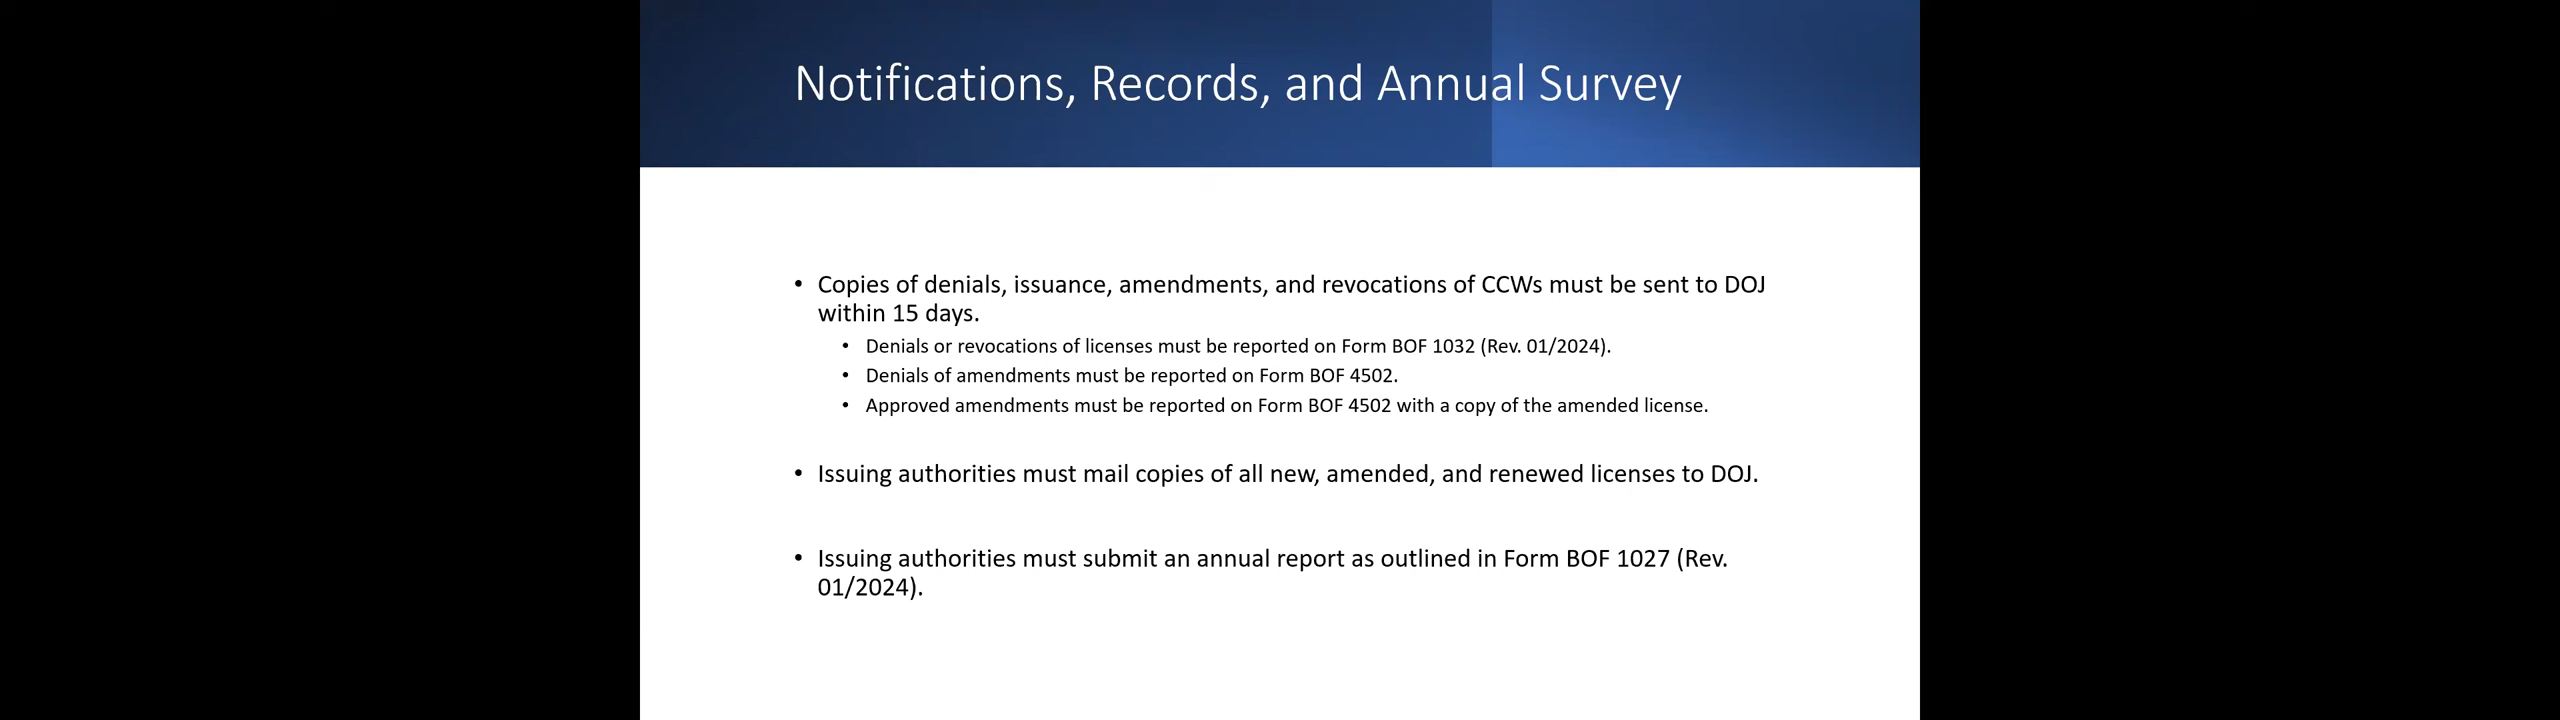 Notifications, Records, and Annual Survey
• Copies of denials, issuance, amendments, and revocations of CCWs must be sent to DOJ
within 15 days.
• Denials or revocations of licenses must be reported on Form BOF 1032 (Rev. 01/2024).
• Denials of amendments must be reported on Form BOF 4502.
• Approved amendments must be reported on Form BOF 4502 with a copy of the amended license.
• Issuing authorities must mail copies of all new, amended, and renewed licenses to DOJ.
• Issuing authorities must submit an annual report as outlined in Form BOF 1027 (Rev.
01/2024).